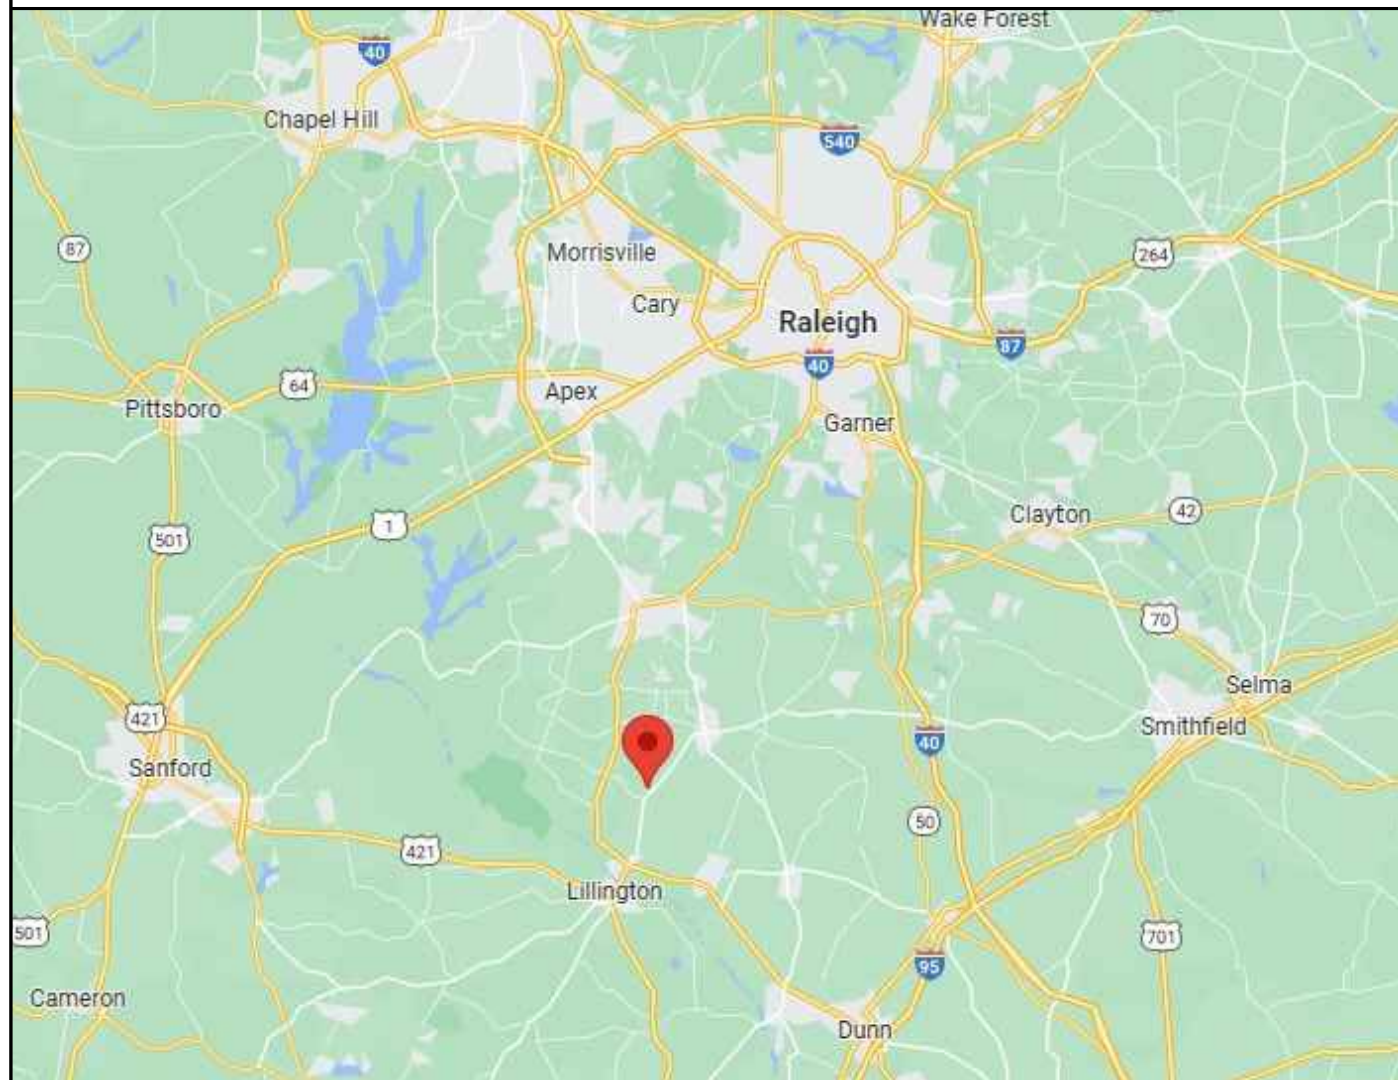 Wake Forest
40
Chapel Hill
540
87
Morrisville
264
Cary
Raleigh
87
40
64
Apex
Pittsboro
Garner
Clayton
42
1
501
70
Selma
421
Smithfield
40
Sanford
50
421
Lillington
501
701
95
Cameron
Dunn